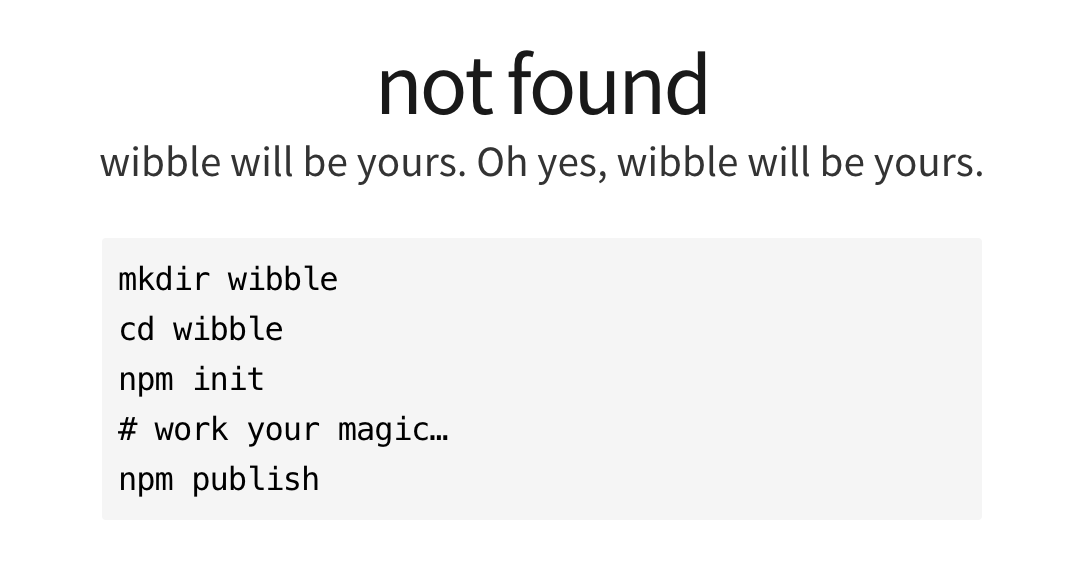 not found
wibble will be yours. Oh yes, wibble will be yours.
mkdir wibble
cd wibble
npm init
# work your magic…
npm publish